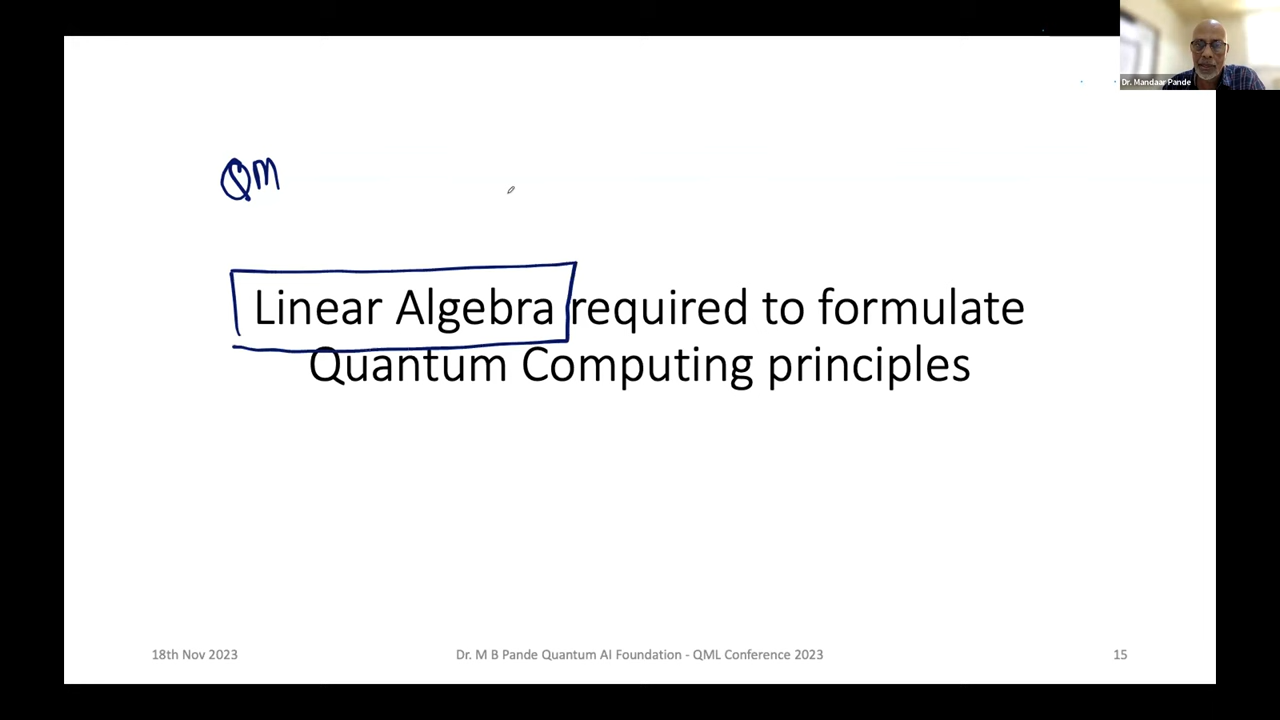 Dr. Mandaar Pande
QM
Linear Algebra required to formulate
Quantum Computing principles
18th Nov 2023
Dr. M B Pande Quantum AI Foundation - QML Conference 2023
15